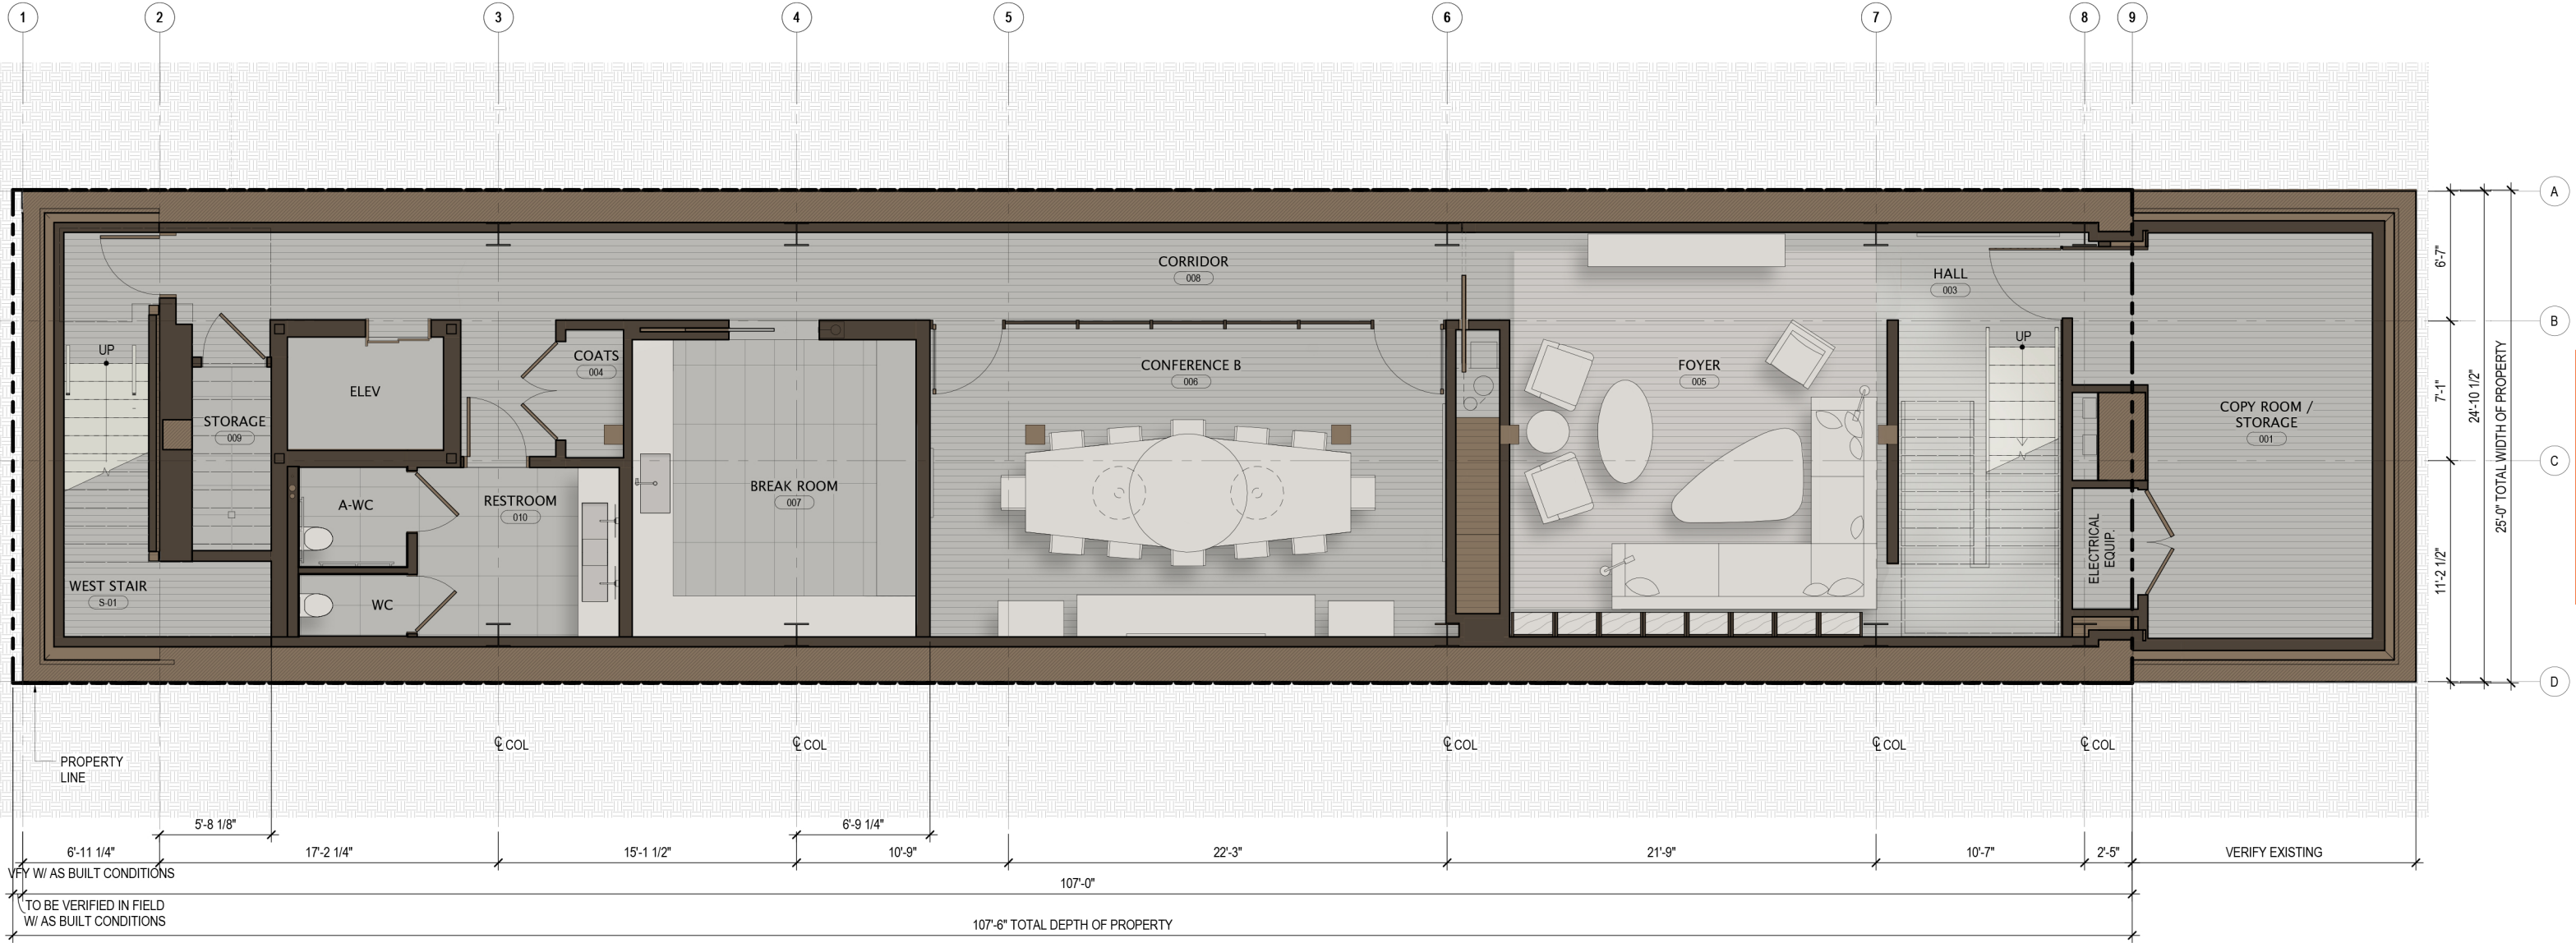 1
2
3
4
5
6
7
8
9
A
B
C
D
CORRIDOR
008
HALL
003
UP
ELEV
COATS
004
CONFERENCE B
006
FOYER
005
UP
STORAGE
009
COPY ROOM /
STORAGE
001
A-WC
RESTROOM
010
BREAK ROOM
007
ELECTRICAL
EQUIP.
WEST STAIR
S-01
WC
6'-7"
7'-1"
11'-2 1/2"
24'-10 1/2"
25'-0" TOTAL WIDTH OF PROPERTY
PROPERTY
LINE
℄ COL
℄ COL
℄ COL
℄ COL
℄ COL
5'-8 1/8"
6'-9 1/4"
6'-11 1/4"
17'-2 1/4"
15'-1 1/2"
10'-9"
22'-3"
21'-9"
10'-7"
2'-5"
VERIFY EXISTING
VFY W/ AS BUILT CONDITIONS
107'-0"
TO BE VERIFIED IN FIELD
W/ AS BUILT CONDITIONS
107'-6" TOTAL DEPTH OF PROPERTY